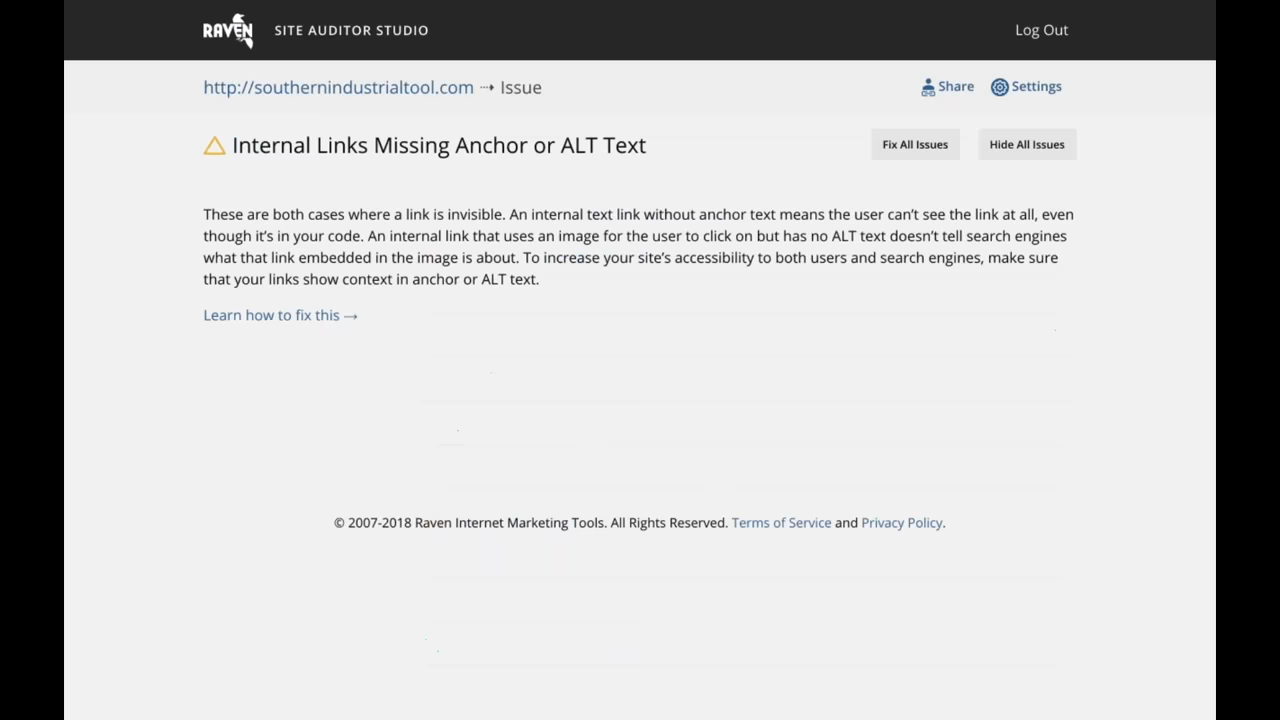 RAVEN SITE AUDITOR STUDIO Log Out
http://southernindustrialtool.com ⇢ Issue Share Settings
Internal Links Missing Anchor or ALT Text Fix All Issues Hide All Issues
These are both cases where a link is invisible. An internal text link without anchor text means the user can’t see the link at all, even
though it’s in your code. An internal link that uses an image for the user to click on but has no ALT text doesn’t tell search engines
what that link embedded in the image is about. To increase your site’s accessibility to both users and search engines, make sure
that your links show context in anchor or ALT text.
Learn how to fix this →
© 2007-2018 Raven Internet Marketing Tools. All Rights Reserved. Terms of Service and Privacy Policy.